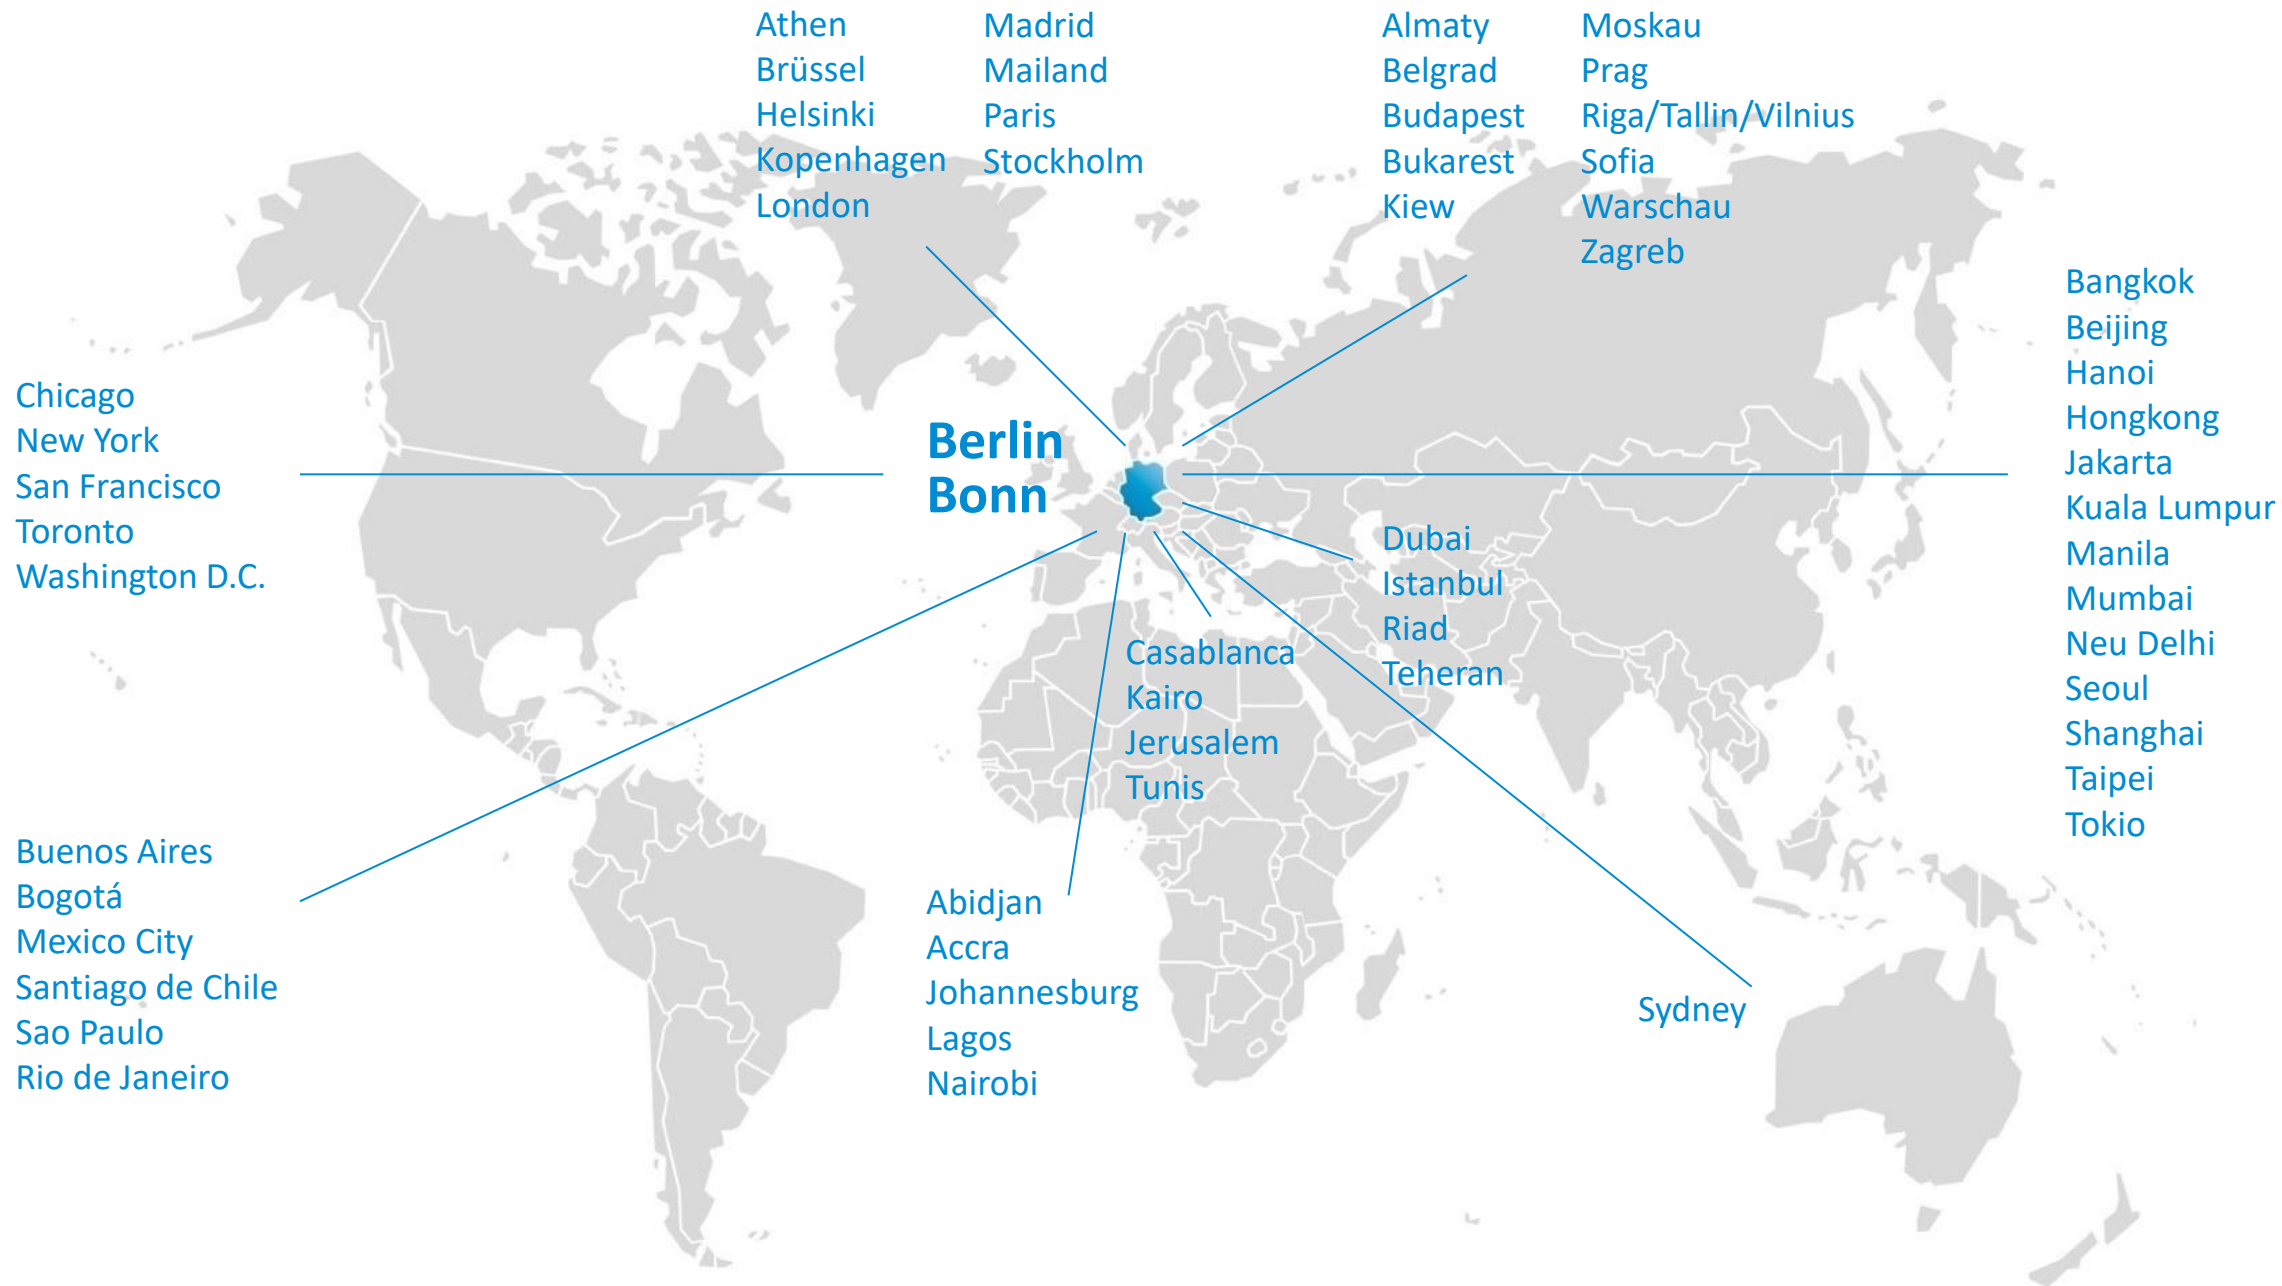 Athen
Brüssel
Helsinki
Kopenhagen
London
Madrid
Mailand
Paris
Stockholm
Almaty
Belgrad
Budapest
Bukarest
Kiew
Moskau
Prag
Riga/Tallin/Vilnius
Sofia
Warschau
Zagreb
Chicago
New York
San Francisco
Toronto
Washington D.C.
Berlin
Bonn
Bangkok
Beijing
Hanoi
Hongkong
Jakarta
Kuala Lumpur
Manila
Mumbai
Neu Delhi
Seoul
Shanghai
Taipei
Tokio
Dubai
Istanbul
Riad
Teheran
Casablanca
Kairo
Jerusalem
Tunis
Buenos Aires
Bogotá
Mexico City
Santiago de Chile
Sao Paulo
Rio de Janeiro
Abidjan
Accra
Johannesburg
Lagos
Nairobi
Sydney